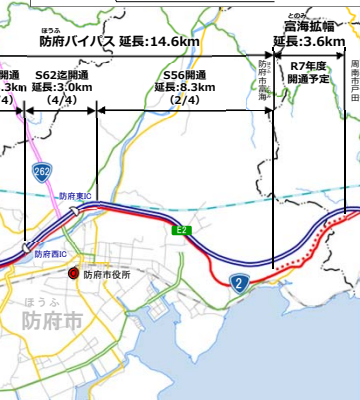 とのみ
富海拡幅
延長:3.6km
ほうふ
防府バイパス 延長:14.6km
開通
.3km
/4)
S62迄開通
延長:3.0km
(4/4)
S56開通
延長:8.3km
(2/4)
防府市富海
R7年度
開通予定
周南市戸田
262
防府東IC
E2
防府西IC
防府市役所
2
ほうふ
防府市